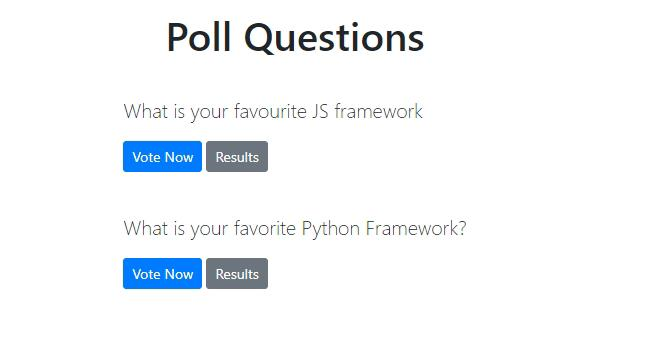 Poll Questions
What is your favourite JS framework
Vote Now Results
What is your favorite Python Framework?
Vote Now Results